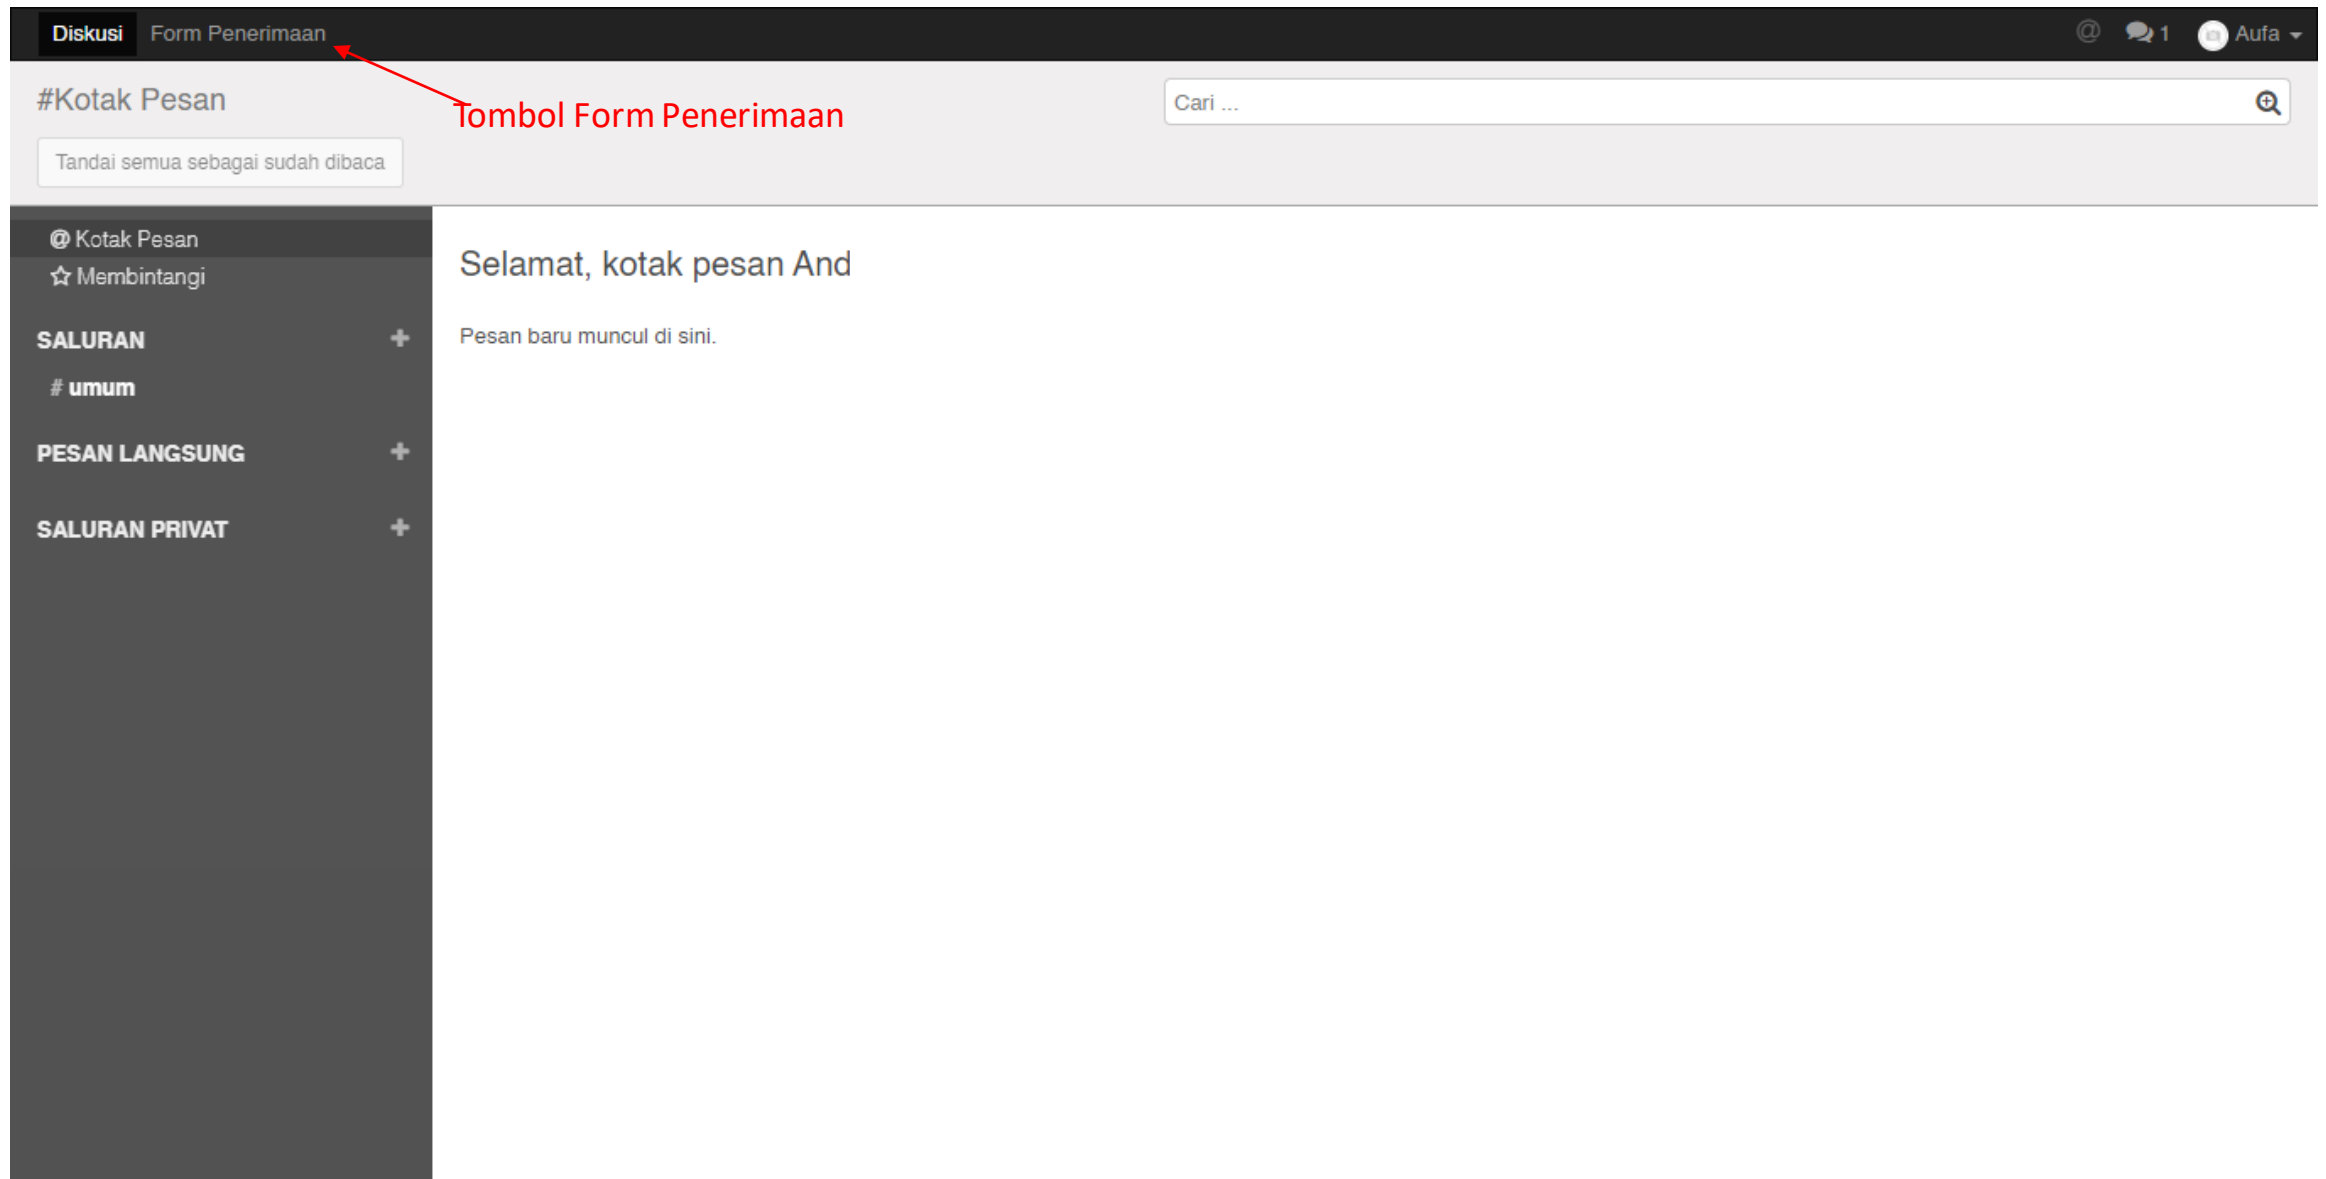 Diskusi Form Penerimaan @ 1 Aufa
#Kotak Pesan
Tombol Form Penerimaan
Cari ...
Tandai semua sebagai sudah dibaca
@ Kotak Pesan
Membintangi
SALURAN +
# umum
PESAN LANGSUNG +
SALURAN PRIVAT +
Selamat, kotak pesan And
Pesan baru muncul di sini.